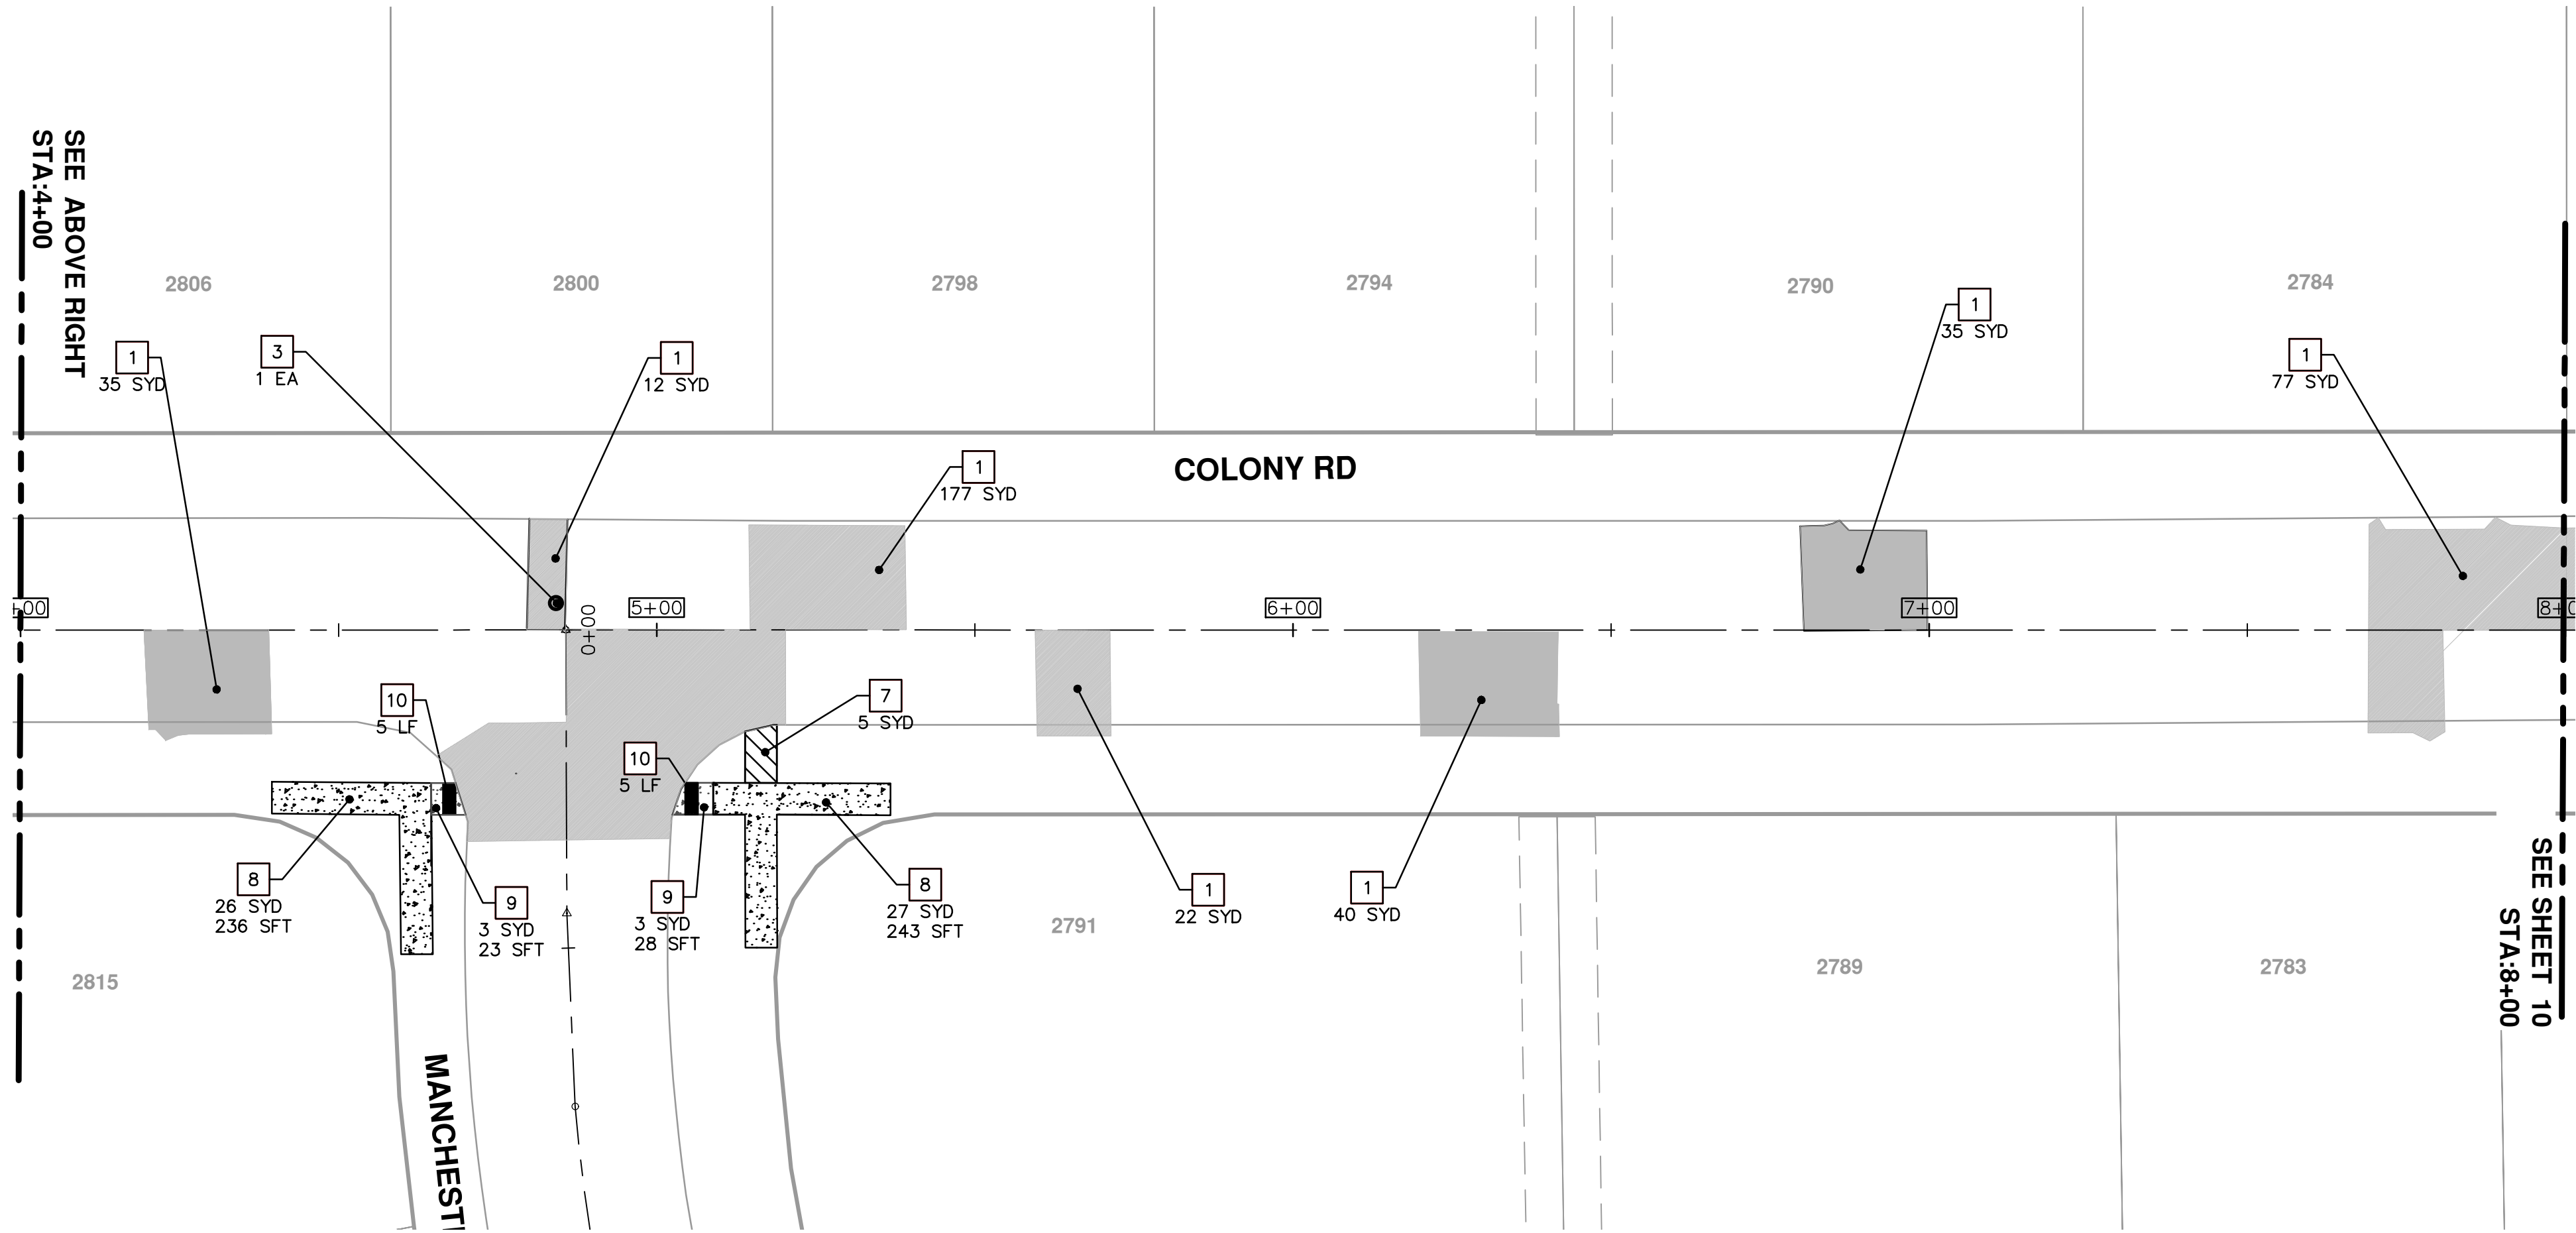 SEE ABOVE RIGHT
STA:4+00
2806
2800
2798
2794
2790
2784
1
35 SYD
3
1 EA
1
12 SYD
1
177 SYD
1
35 SYD
1
77 SYD
COLONY RD
+00
0+00
5+00
6+00
7+00
8+0
10
5 LF
10
5 LF
7
5 SYD
8
26 SYD
236 SFT
9
3 SYD
23 SFT
9
3 SYD
28 SFT
8
27 SYD
243 SFT
1
22 SYD
1
40 SYD
2815
2791
2789
2783
SEE SHEET 10
STA:8+00
MANCHEST